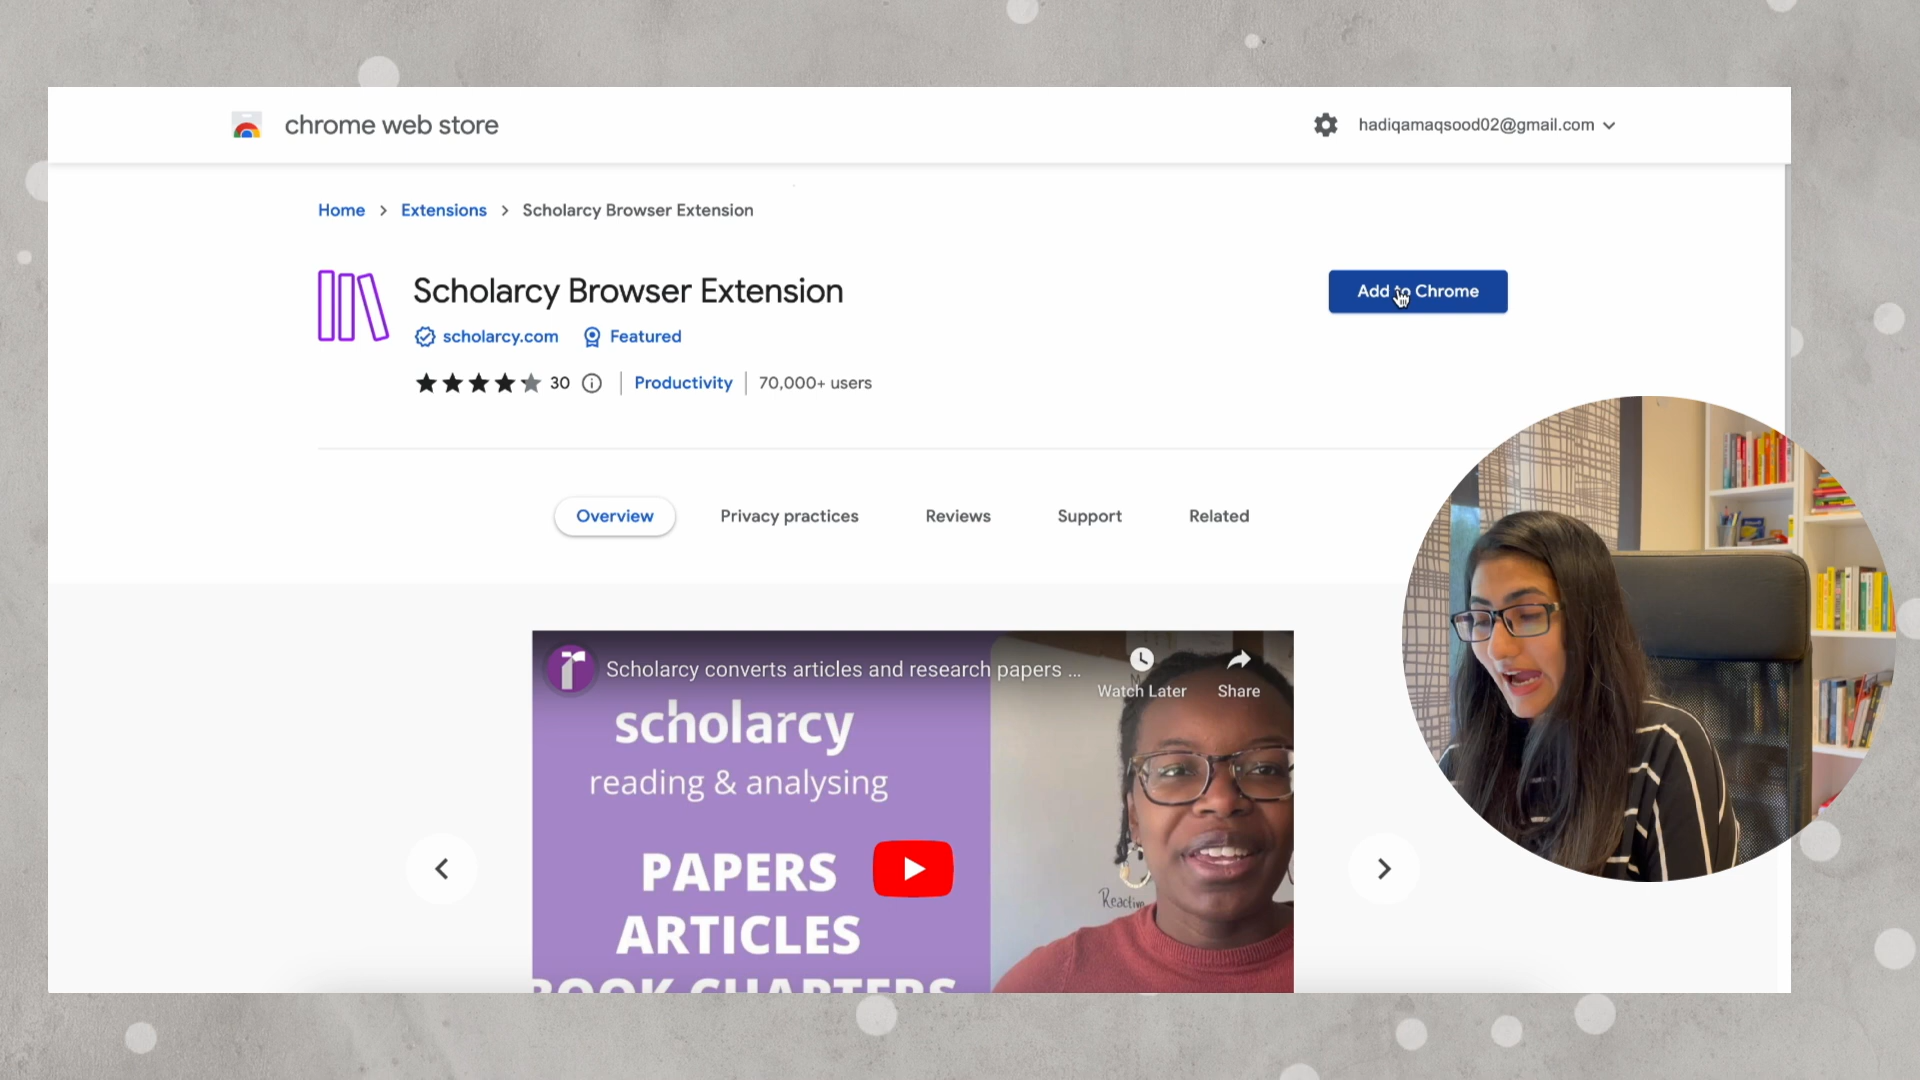 chrome web store
hadiqamaqsood02@gmail.com
Home > Extensions > Scholarcy Browser Extension
Scholarcy Browser Extension
Add to Chrome
scholarcy.com Featured
30 Productivity 70,000+ users
Overview Privacy practices Reviews Support Related
Scholarcy converts articles and research papers ...
Watch Later Share
scholarcy
reading & analysing
PAPERS
ARTICLES
BOOK CHAPTERS